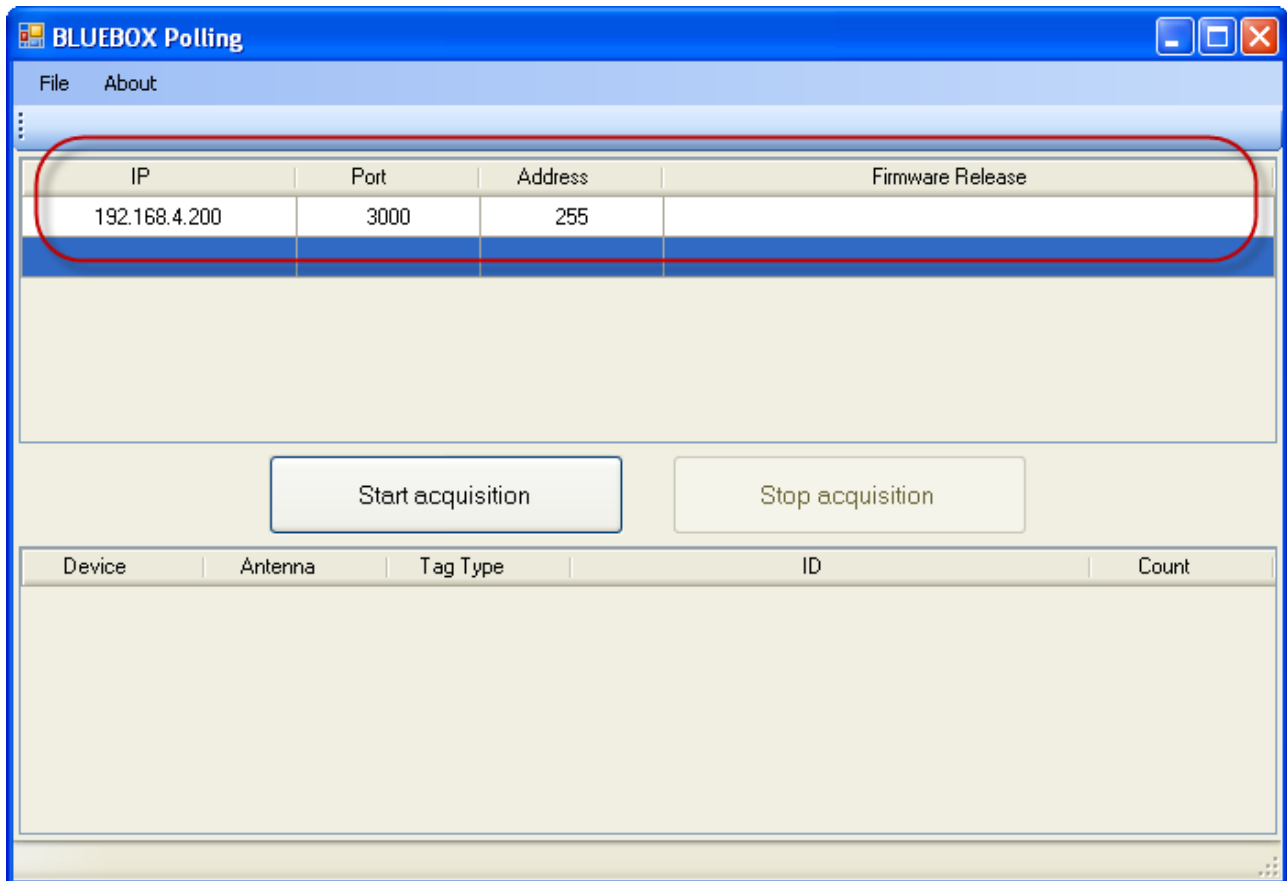 BLUEBOX Polling
File About
IP Port Address Firmware Release
192.168.4.200 3000 255
Start acquisition Stop acquisition
Device Antenna Tag Type ID Count